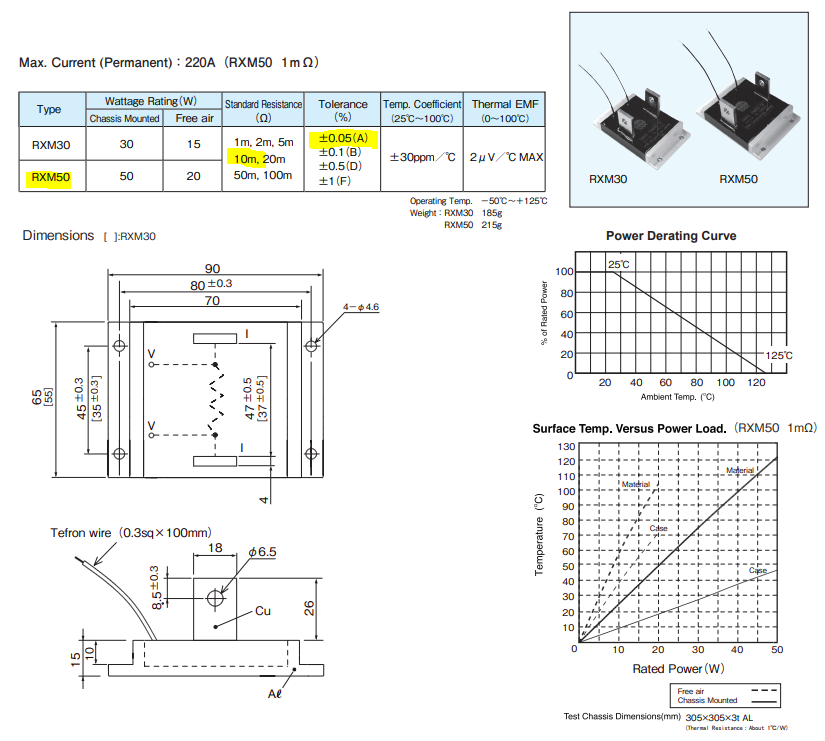 Max. Current (Permanent) : 220A (RXM50 1mΩ)
Type
Wattage Rating(W)
Chassis Mounted
Free air
Standard Resistance
(Ω)
Tolerance
(%)
Temp. Coefficient
(25℃～100℃)
Thermal EMF
(0～100℃)
RXM30
30
15
RXM50
50
20
1m, 2m, 5m
10m, 20m
50m, 100m
±0.05(A)
±0.1(B)
±0.5(D)
±1(F)
±30ppm/℃
2μV/℃ MAX
Operating Temp. −50℃～+125℃
Weight : RXM30 185g
RXM50 215g
RXM30
RXM50
Dimensions [ ]:RXM30
90
80±0.3
70
4-φ4.6
I
V
V
I
65
[55]
45±0.3
[35±0.3]
47±0.5
[37±0.5]
4
Tefron wire (0.3sq×100mm)
18
φ6.5
8.5±0.3
Cu
26
15
10
Aℓ
Power Derating Curve
% of Rated Power
100
80
60
40
20
0
25℃
125℃
20 40 60 80 100 120
Ambient Temp. (℃)
Surface Temp. Versus Power Load. (RXM50 1mΩ)
Temperature (℃)
130
120
110
100
90
80
70
60
50
40
30
20
10
0
Material
Material
Case
Case
10 20 30 40 50
Rated Power(W)
Free air
Chassis Mounted
Test Chassis Dimensions(mm) 305×305×3t AL
(Thermal Resistance : About 1℃/W)